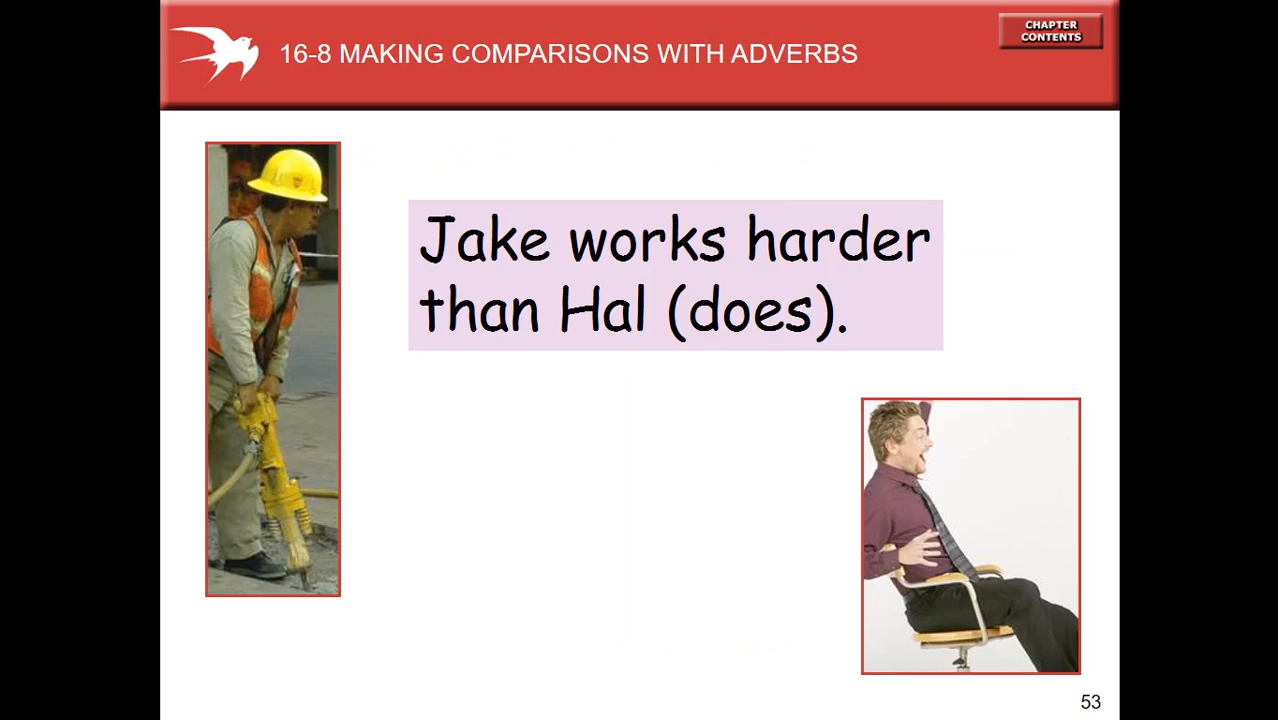 CHAPTER
CONTENTS
16-8 MAKING COMPARISONS WITH ADVERBS
Jake works harder
than Hal (does).
53